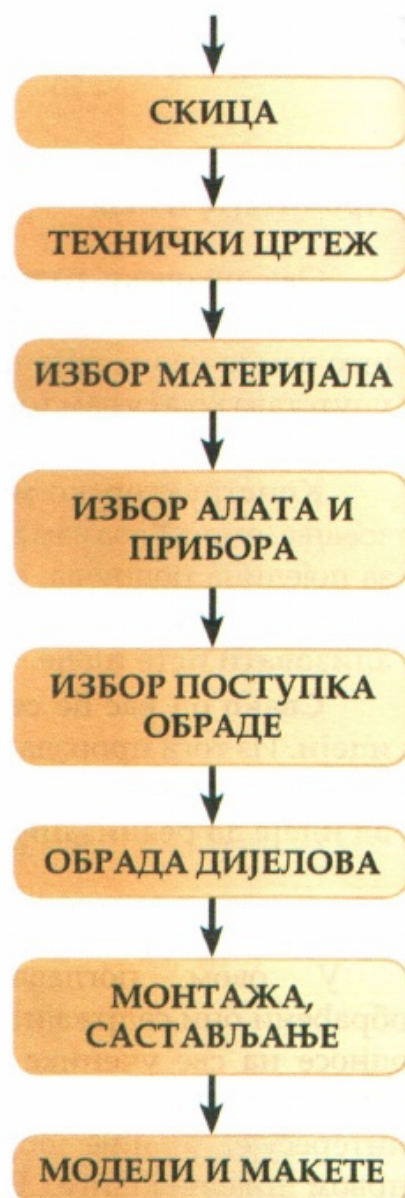 СКИЦА
ТЕХНИЧКИ ЦРТЕЖ
ИЗБОР МАТЕРИЈАЛА
ИЗБОР АЛАТА И
ПРИБОРА
ИЗБОР ПОСТУПКА
ОБРАДЕ
ОБРАДА ДИЈЕЛОВА
МОНТАЖА,
САСТАВЉАЊЕ
МОДЕЛИ И МАКЕТЕ